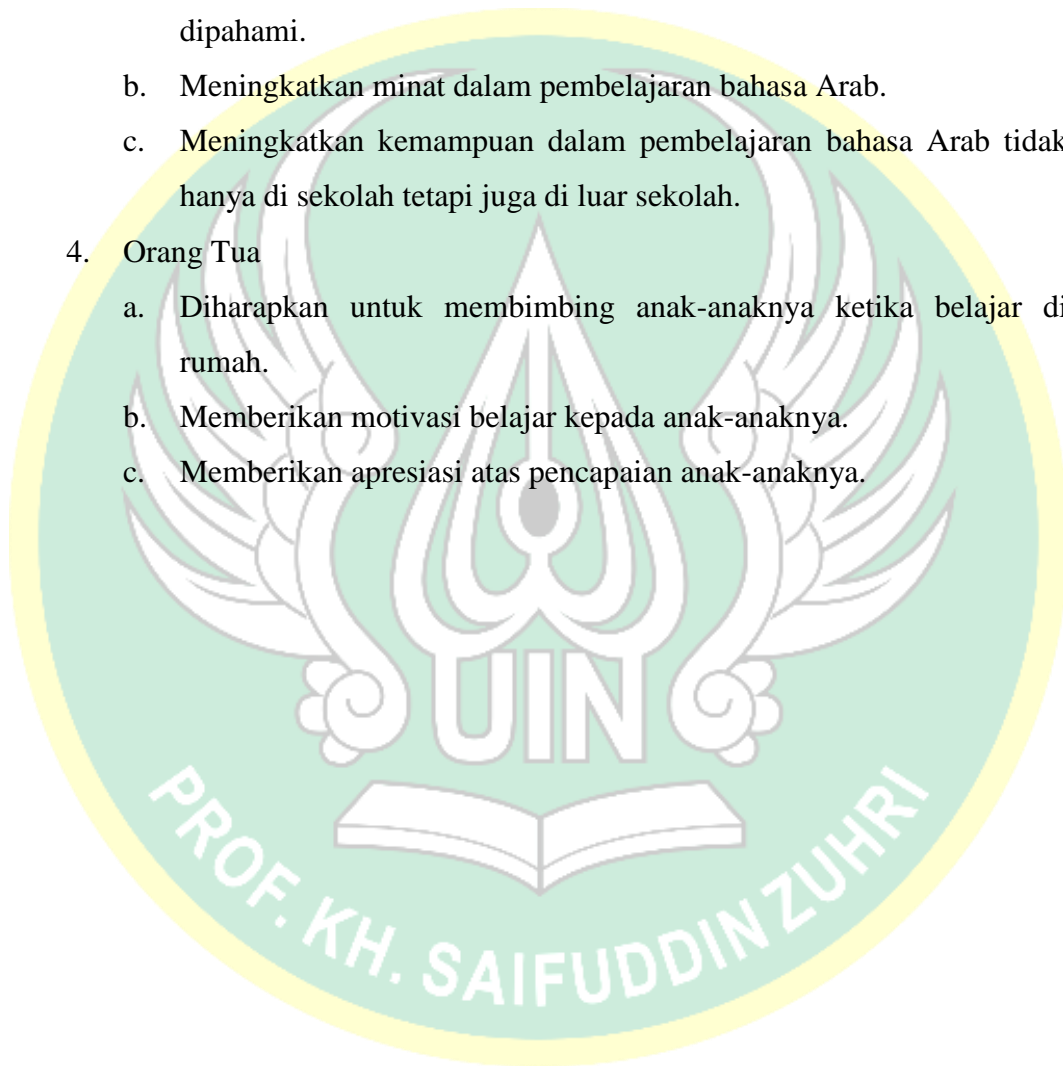 dipahami.
b. Meningkatkan minat dalam pembelajaran bahasa Arab.
c. Meningkatkan kemampuan dalam pembelajaran bahasa Arab tidak
hanya di sekolah tetapi juga di luar sekolah.
4. Orang Tua
a. Diharapkan untuk membimbing anak-anaknya ketika belajar di
rumah.
b. Memberikan motivasi belajar kepada anak-anaknya.
c. Memberikan apresiasi atas pencapaian anak-anaknya.
UIN
PROF. KH. SAIFUDDIN ZUHRI